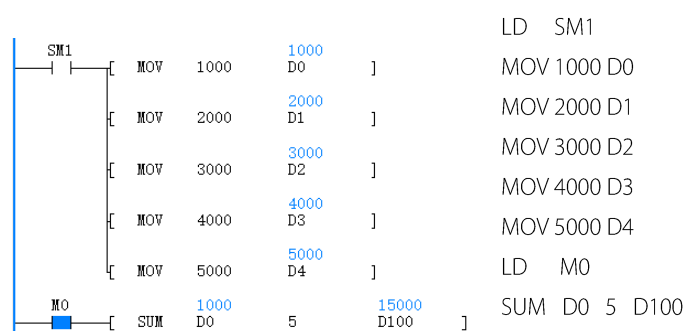 SM1
1000
[ MOV 1000 D0 ]
2000
[ MOV 2000 D1 ]
3000
[ MOV 3000 D2 ]
4000
[ MOV 4000 D3 ]
5000
[ MOV 5000 D4 ]
M0
1000 15000
[ SUM D0 5 D100 ]
LD SM1
MOV 1000 D0
MOV 2000 D1
MOV 3000 D2
MOV 4000 D3
MOV 5000 D4
LD M0
SUM D0 5 D100